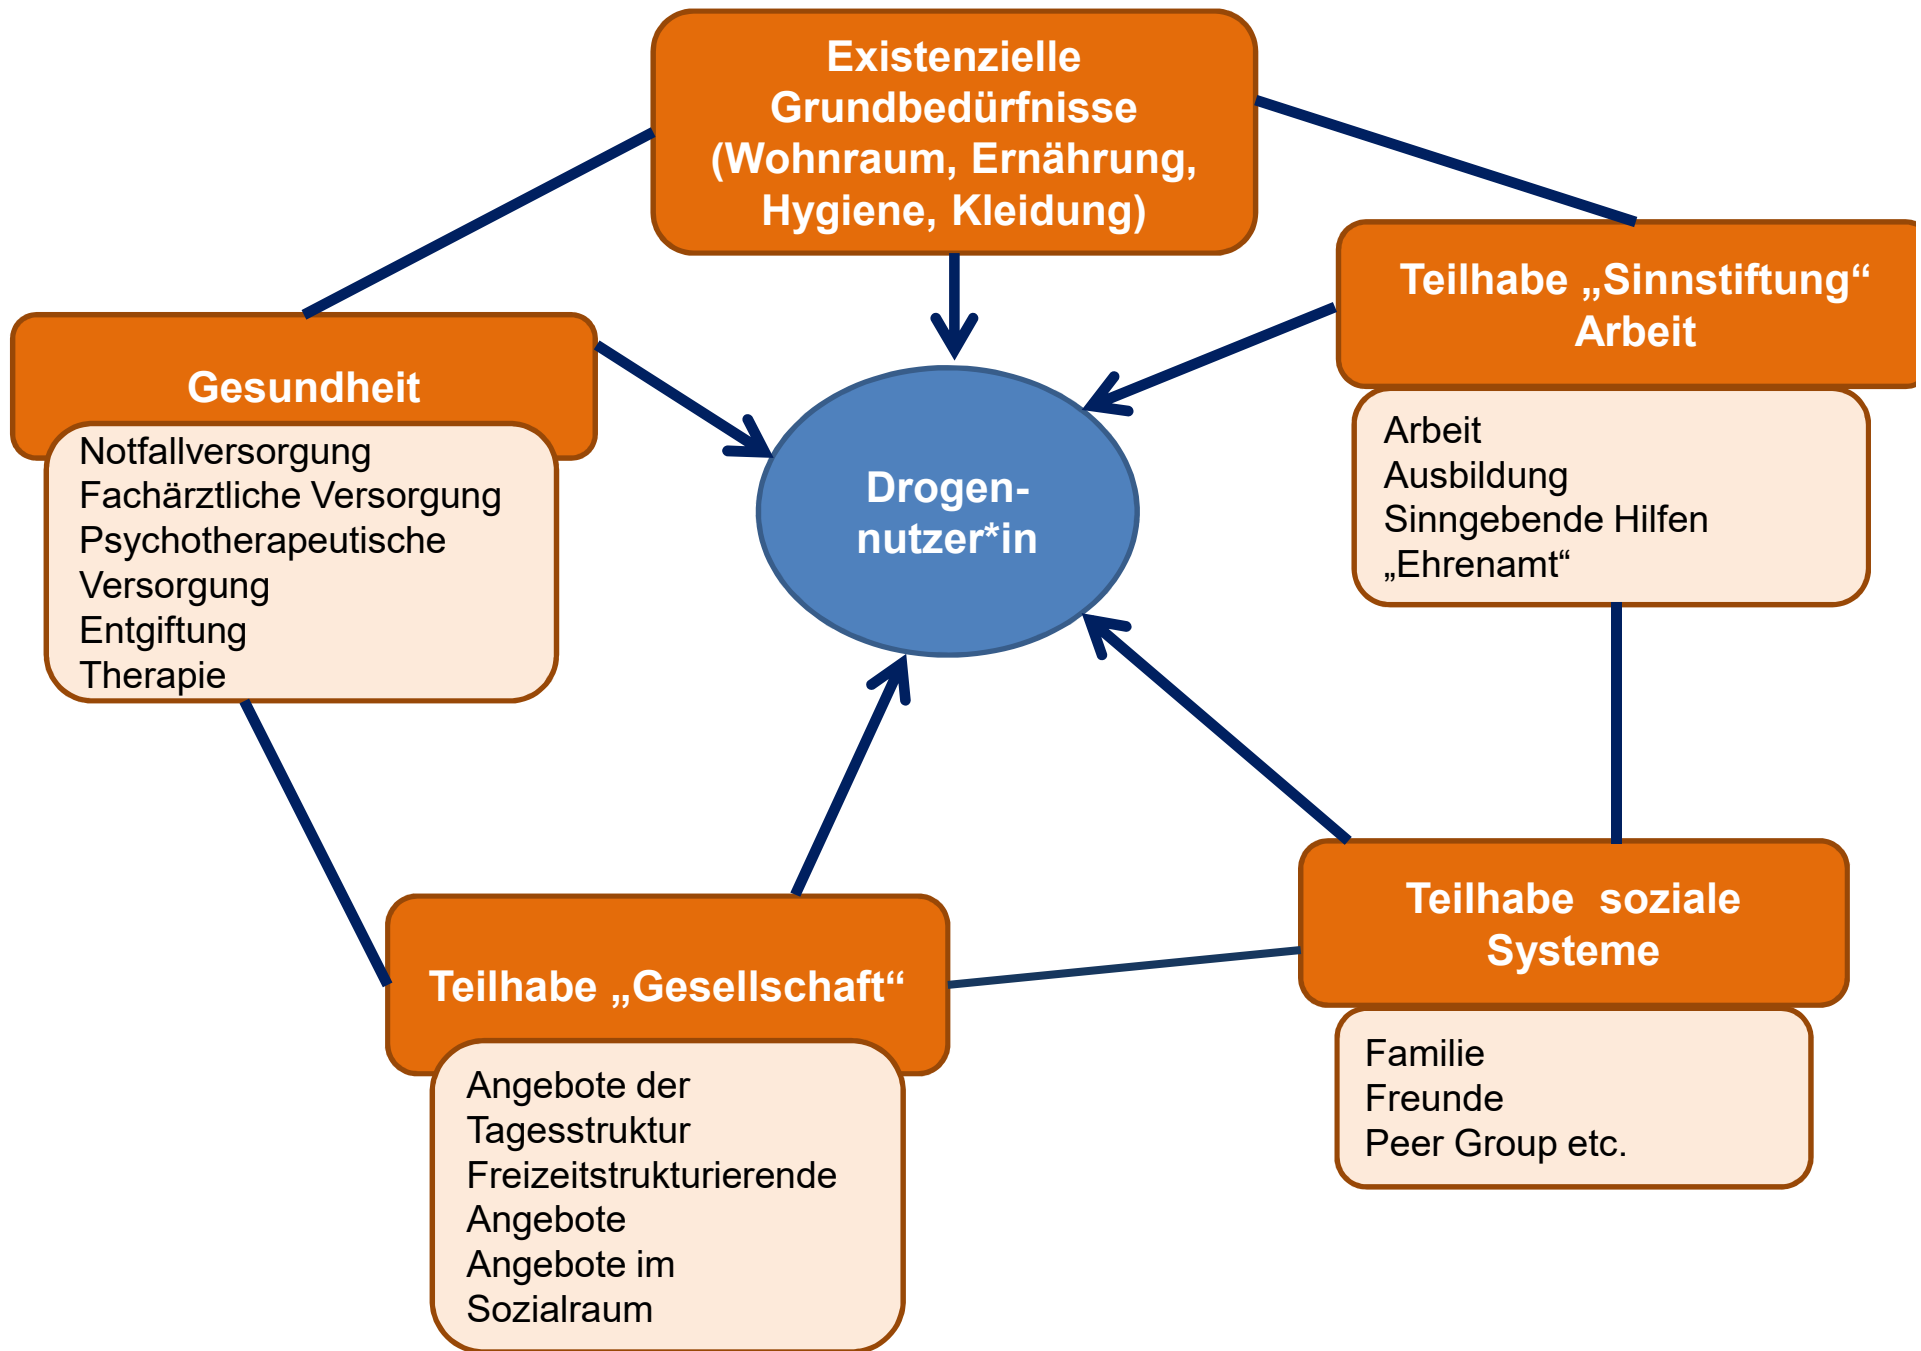 Existenzielle
Grundbedürfnisse
(Wohnraum, Ernährung,
Hygiene, Kleidung)
Teilhabe „Sinnstiftung“
Arbeit
Arbeit
Ausbildung
Sinngebende Hilfen
„Ehrenamt“
Gesundheit
Notfallversorgung
Fachärztliche Versorgung
Psychotherapeutische
Versorgung
Entgiftung
Therapie
Drogen-
nutzer*in
Teilhabe „Gesellschaft“
Angebote der
Tagesstruktur
Freizeitstrukturierende
Angebote
Angebote im
Sozialraum
Teilhabe  soziale
Systeme
Familie
Freunde
Peer Group etc.